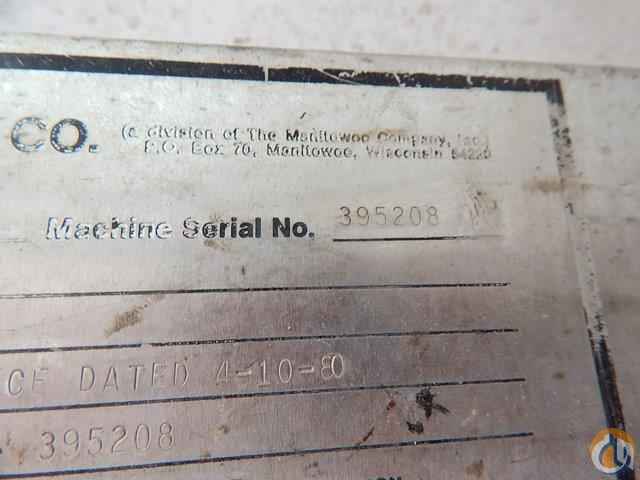 CO.
(a division of The Manitowoc Company, Inc.)
P.O. Box 70, Manitowoc, Wisconsin 54220
Machine Serial No. 395208
CF DATED 4-10-80
395208